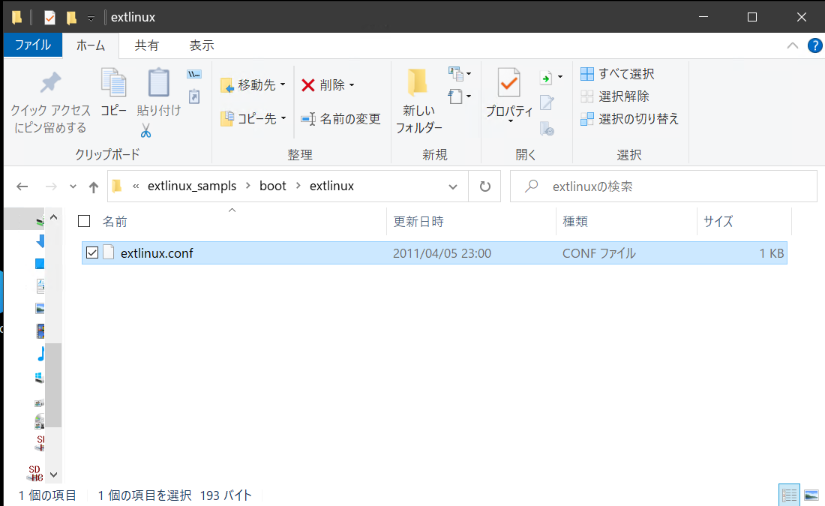 extlinux
ファイル ホーム 共有 表示
クイック アクセス
にピン留めする
コピー
貼り付け
移動先
コピー先
削除
名前の変更
新しい
フォルダー
プロパティ
すべて選択
選択解除
選択の切り替え
クリップボード 整理 新規 開く 選択
« extlinux_sampls > boot > extlinux
extlinuxの検索
名前 更新日時 種類 サイズ
extlinux.conf 2011/04/05 23:00 CONF ファイル 1 KB
SD
1 個の項目 1 個の項目を選択 193 バイト